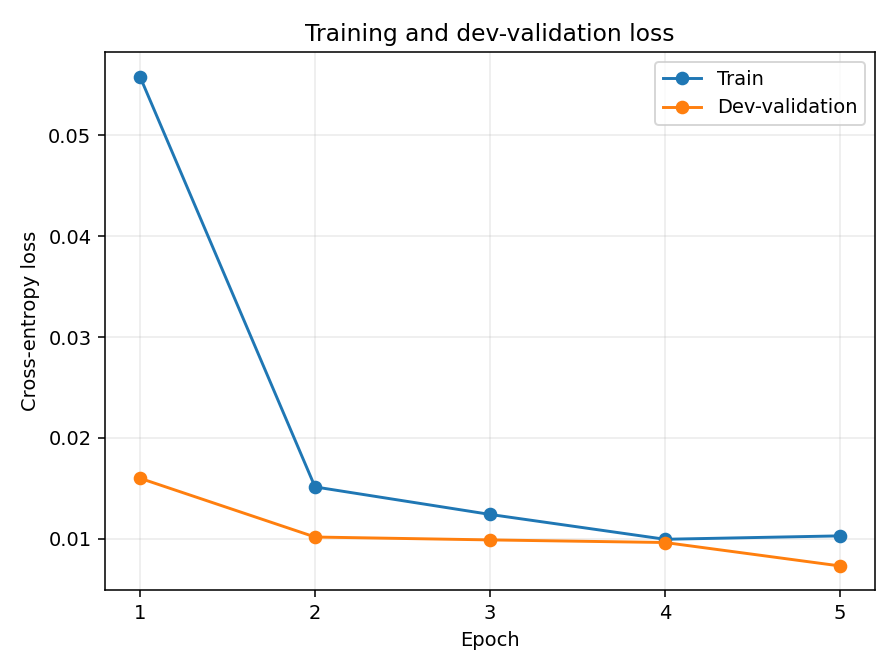 Training and dev-validation loss
Train
Dev-validation
0.05
0.04
0.03
0.02
0.01
Cross-entropy loss
1 2 3 4 5
Epoch